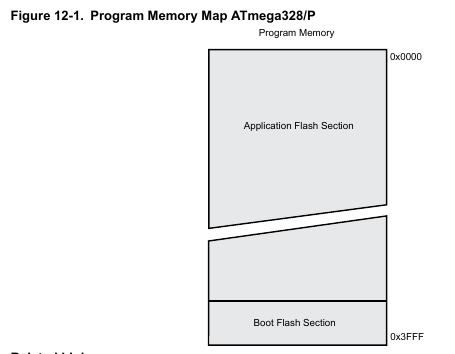 Figure 12-1. Program Memory Map ATmega328/P
Program Memory
0x0000
Application Flash Section
Boot Flash Section
0x3FFF